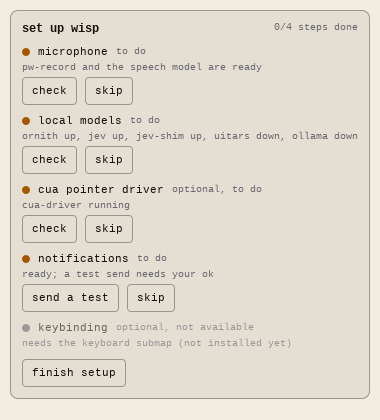 set up wisp 0/4 steps done
microphone to do
pw-record and the speech model are ready
check skip
local models to do
ornith up, jev up, jev-shim up, uitars down, ollama down
check skip
cua pointer driver optional, to do
cua-driver running
check skip
notifications to do
ready; a test send needs your ok
send a test skip
keybinding optional, not available
needs the keyboard submap (not installed yet)
finish setup